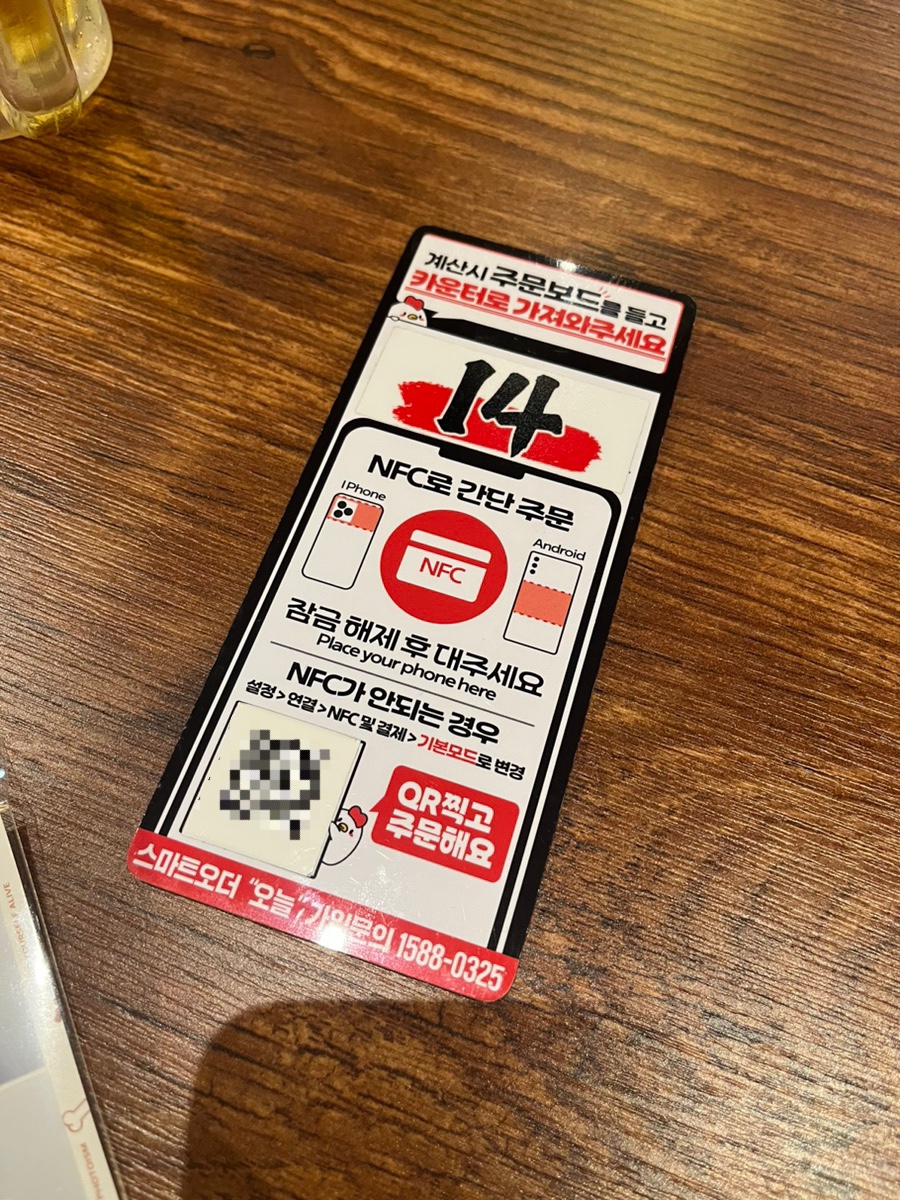 계산시 주문보드를 들고
카운터로 가져와주세요
14
NFC로 간단 주문
IPhone
Android
NFC
잠금 해제 후 대주세요
Place your phone here
NFC가 안되는 경우
설정 > 연결 > NFC 및 결제 > 기본모드로 변경
QR찍고
주문해요
스마트오더 "오늘" 가입문의 1588-0325